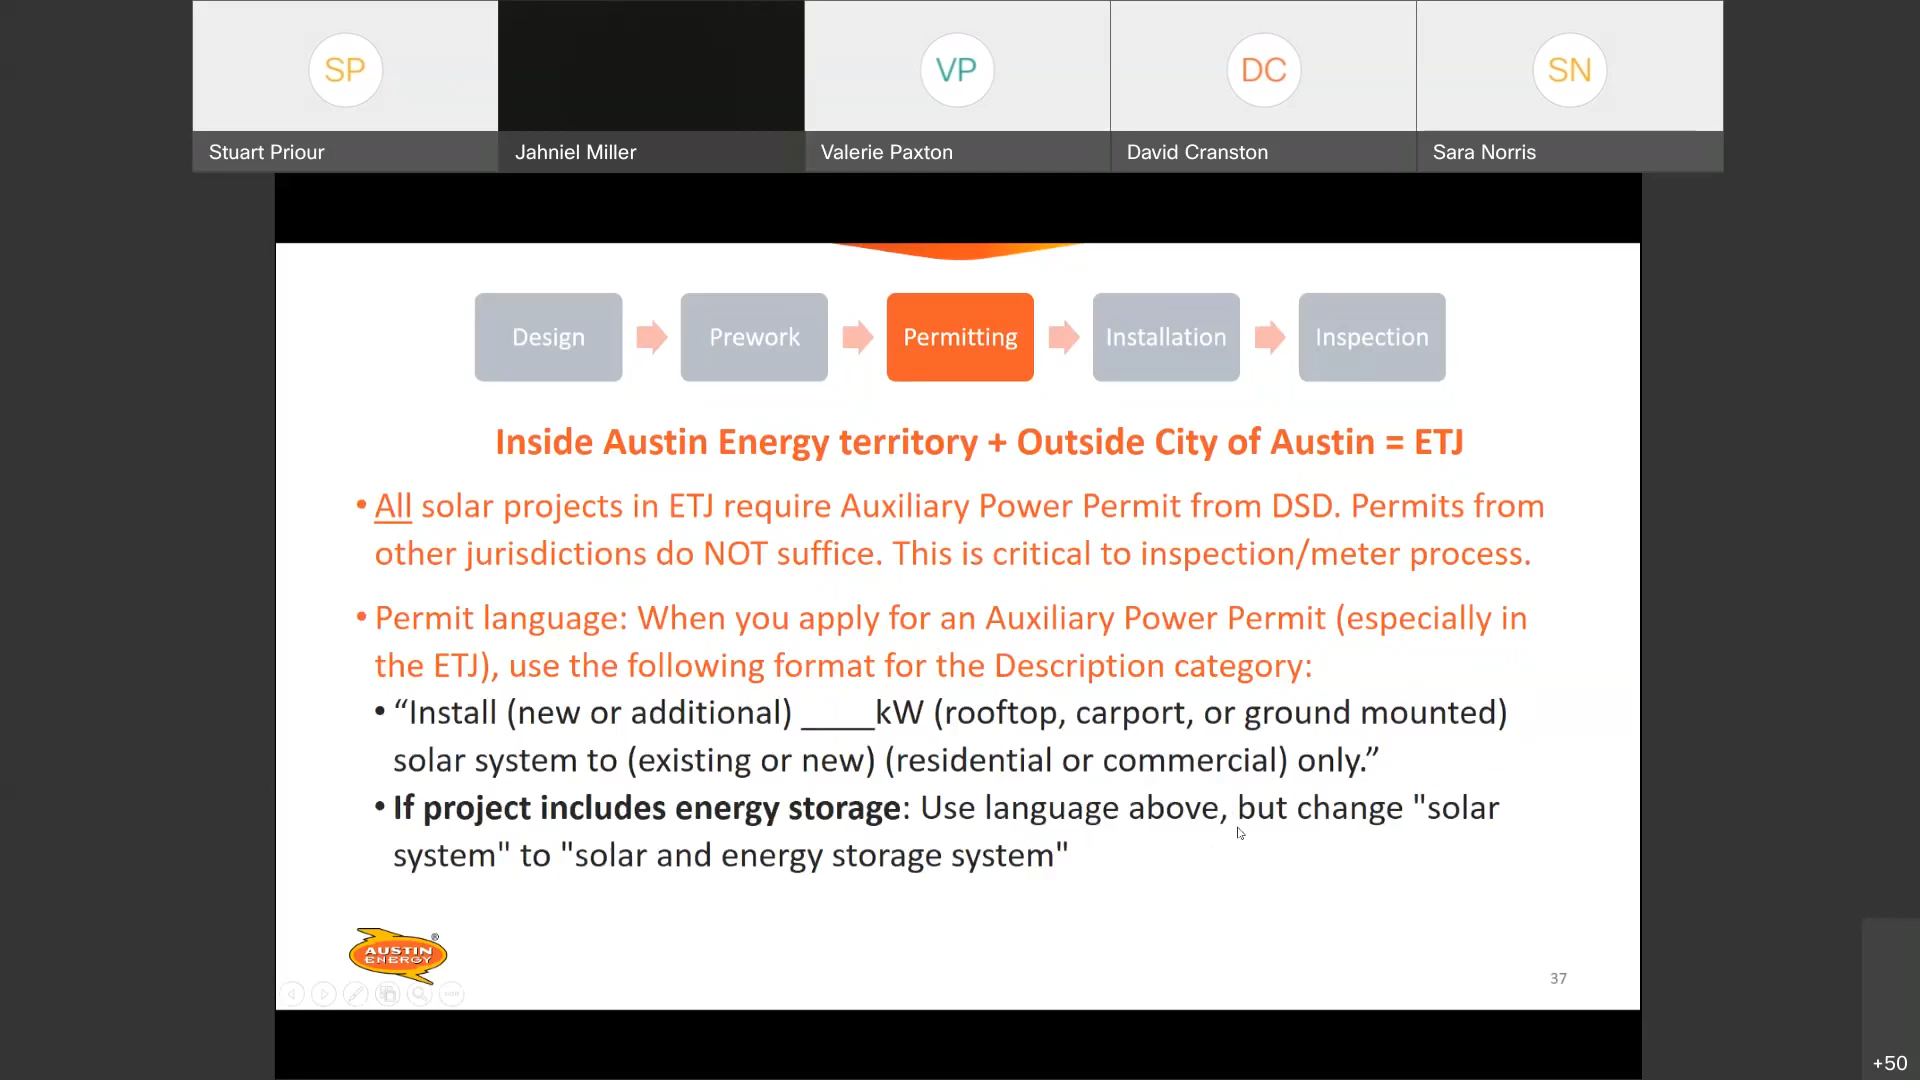 SP
VP
DC
SN
Stuart Priour
Jahniel Miller
Valerie Paxton
David Cranston
Sara Norris
Design
Prework
Permitting
Installation
Inspection
Inside Austin Energy territory + Outside City of Austin = ETJ
• All solar projects in ETJ require Auxiliary Power Permit from DSD. Permits from
other jurisdictions do NOT suffice. This is critical to inspection/meter process.
• Permit language: When you apply for an Auxiliary Power Permit (especially in
the ETJ), use the following format for the Description category:
• “Install (new or additional) ____kW (rooftop, carport, or ground mounted)
solar system to (existing or new) (residential or commercial) only.”
• If project includes energy storage: Use language above, but change "solar
system" to "solar and energy storage system"
AUSTIN
ENERGY
®
37
+50